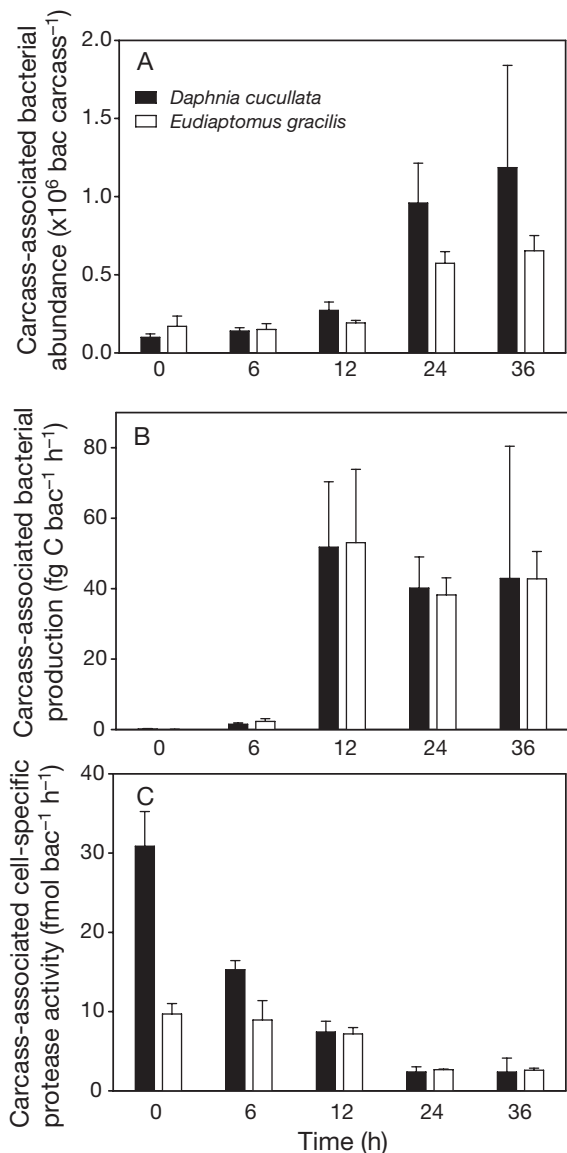 Carcass-associated bacterial
abundance (x10⁶ bac carcass⁻¹)
A
Daphnia cucullata
Eudiaptomus gracilis
2.0
1.5
1.0
0.5
0.0
0 6 12 24 36
Carcass-associated bacterial
production (fg C bac⁻¹ h⁻¹)
B
80
60
40
20
0
0 6 12 24 36
Carcass-associated cell-specific
protease activity (fmol bac⁻¹ h⁻¹)
C
40
30
20
10
0
0 6 12 24 36
Time (h)